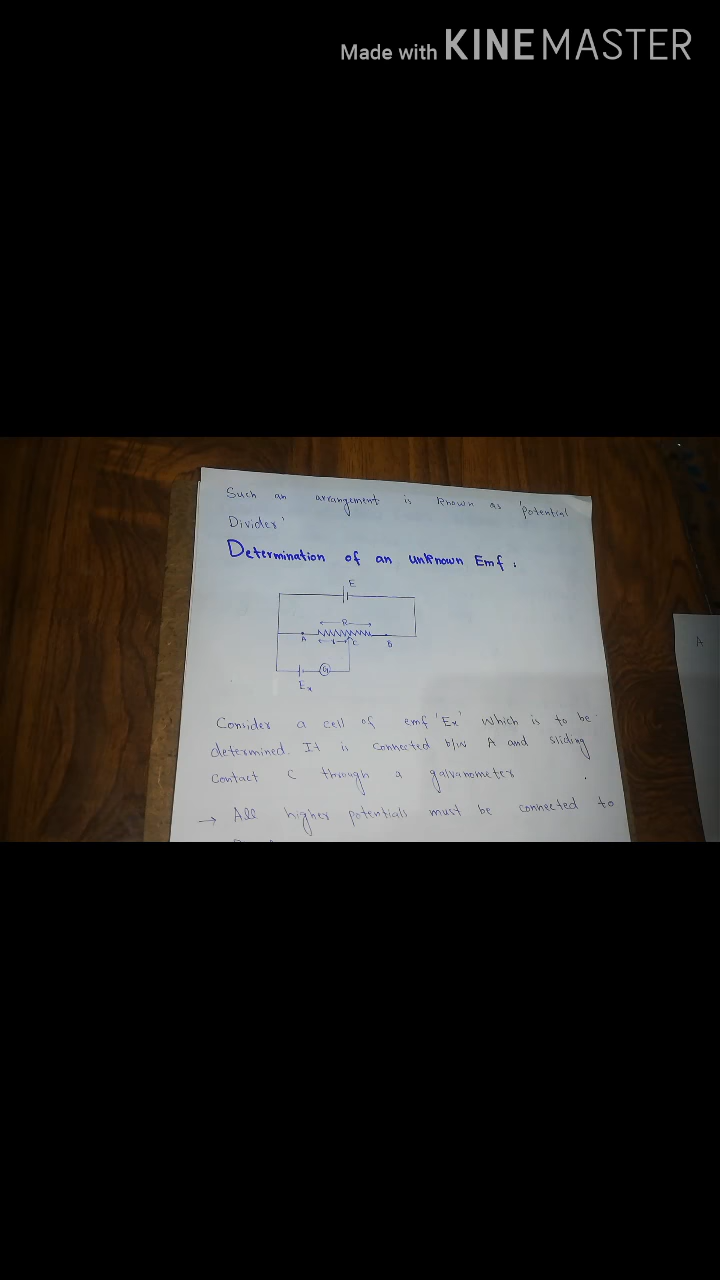 Made with KINEMASTER
Such an arrangement is known as 'potential
Divider'
Determination of an unknown Emf :
E
R
A r C B
G
Ex
Consider a cell of emf 'Ex' which is to be
determined. It is connected b/w A and sliding
Contact C through a galvanometer
→ All higher potentials must be connected to
A